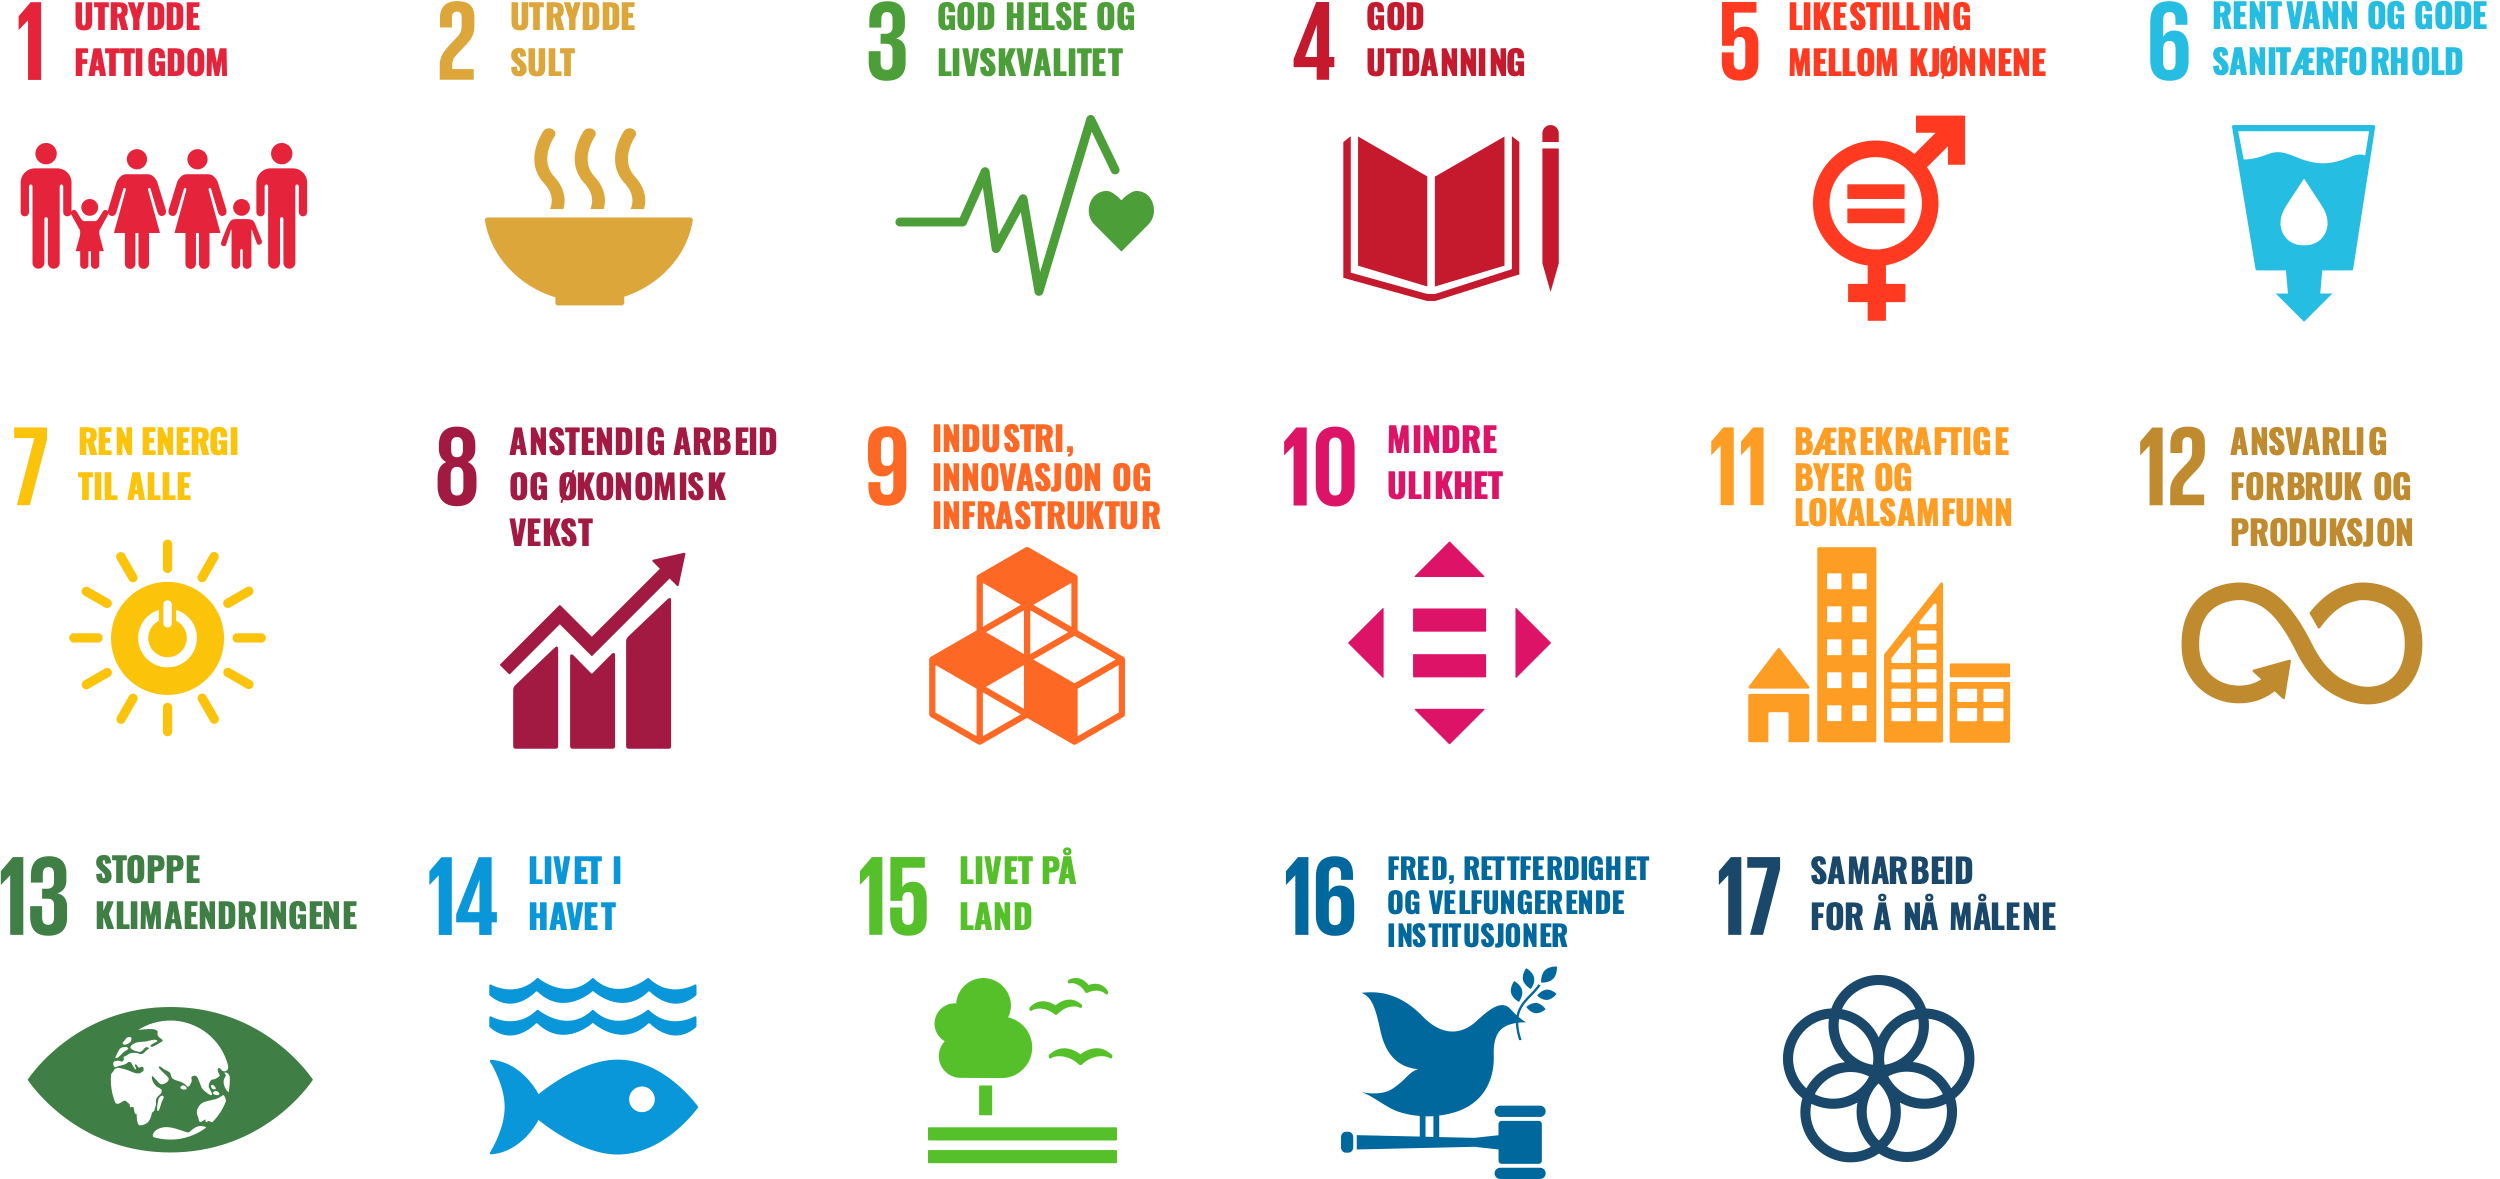 1 UTRYDDE
FATTIGDOM
2 UTRYDDE
SULT
3 GOD HELSE OG
LIVSKVALITET
4 GOD
UTDANNING
5 LIKESTILLING
MELLOM KJØNNENE
6 RENT VANN OG GODE
SANITÆRFORHOLD
7 REN ENERGI
TIL ALLE
8 ANSTENDIG ARBEID
OG ØKONOMISK
VEKST
9 INDUSTRI,
INNOVASJON OG
INFRASTRUKTUR
10 MINDRE
ULIKHET
11 BÆREKRAFTIGE
BYER OG
LOKALSAMFUNN
12 ANSVARLIG
FORBRUK OG
PRODUKSJON
13 STOPPE
KLIMAENDRINGENE
14 LIVET I
HAVET
15 LIVET PÅ
LAND
16 FRED, RETTFERDIGHET
OG VELFUNGERENDE
INSTITUSJONER
17 SAMARBEID
FOR Å NÅ MÅLENE